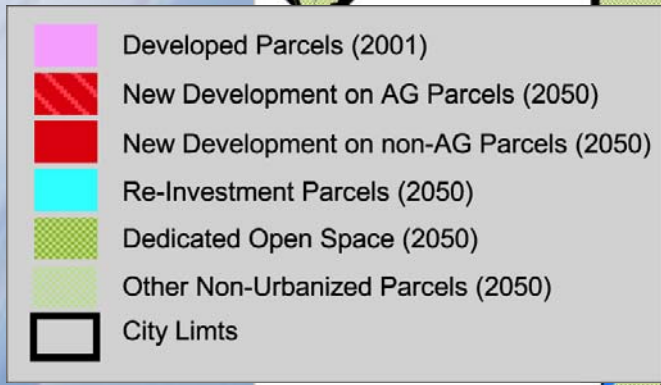 Developed Parcels (2001)
New Development on AG Parcels (2050)
New Development on non-AG Parcels (2050)
Re-Investment Parcels (2050)
Dedicated Open Space (2050)
Other Non-Urbanized Parcels (2050)
City Limts